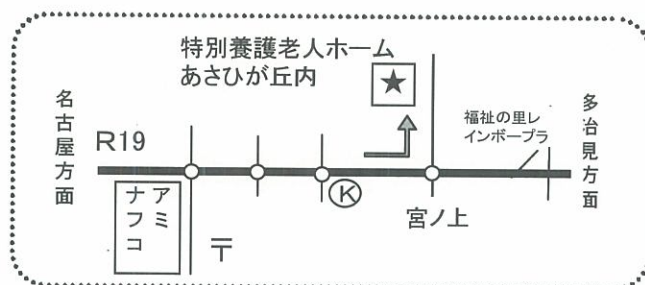 特別養護老人ホーム
あさひが丘内
★
名古屋方面
R19
福祉の里レ
インボープラ
多治見方面
アミ
ナフコ
〒
Ⓚ
宮ノ上